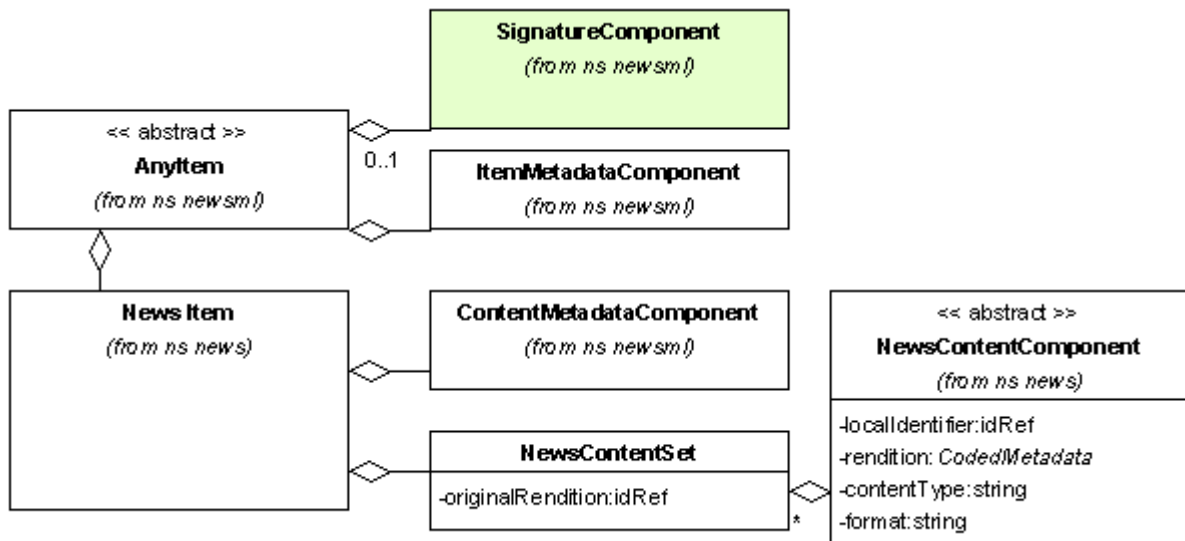 SignatureComponent
(from ns newsml)
<< abstract >>
AnyItem
(from ns newsml)
0..1
ItemMetadataComponent
(from ns newsml)
News Item
(from ns news)
ContentMetadataComponent
(from ns newsml)
NewsContentSet
-originalRendition:idRef
*
<< abstract >>
NewsContentComponent
(from ns news)
-localIdentifier:idRef
-rendition: CodedMetadata
-contentType:string
-format:string